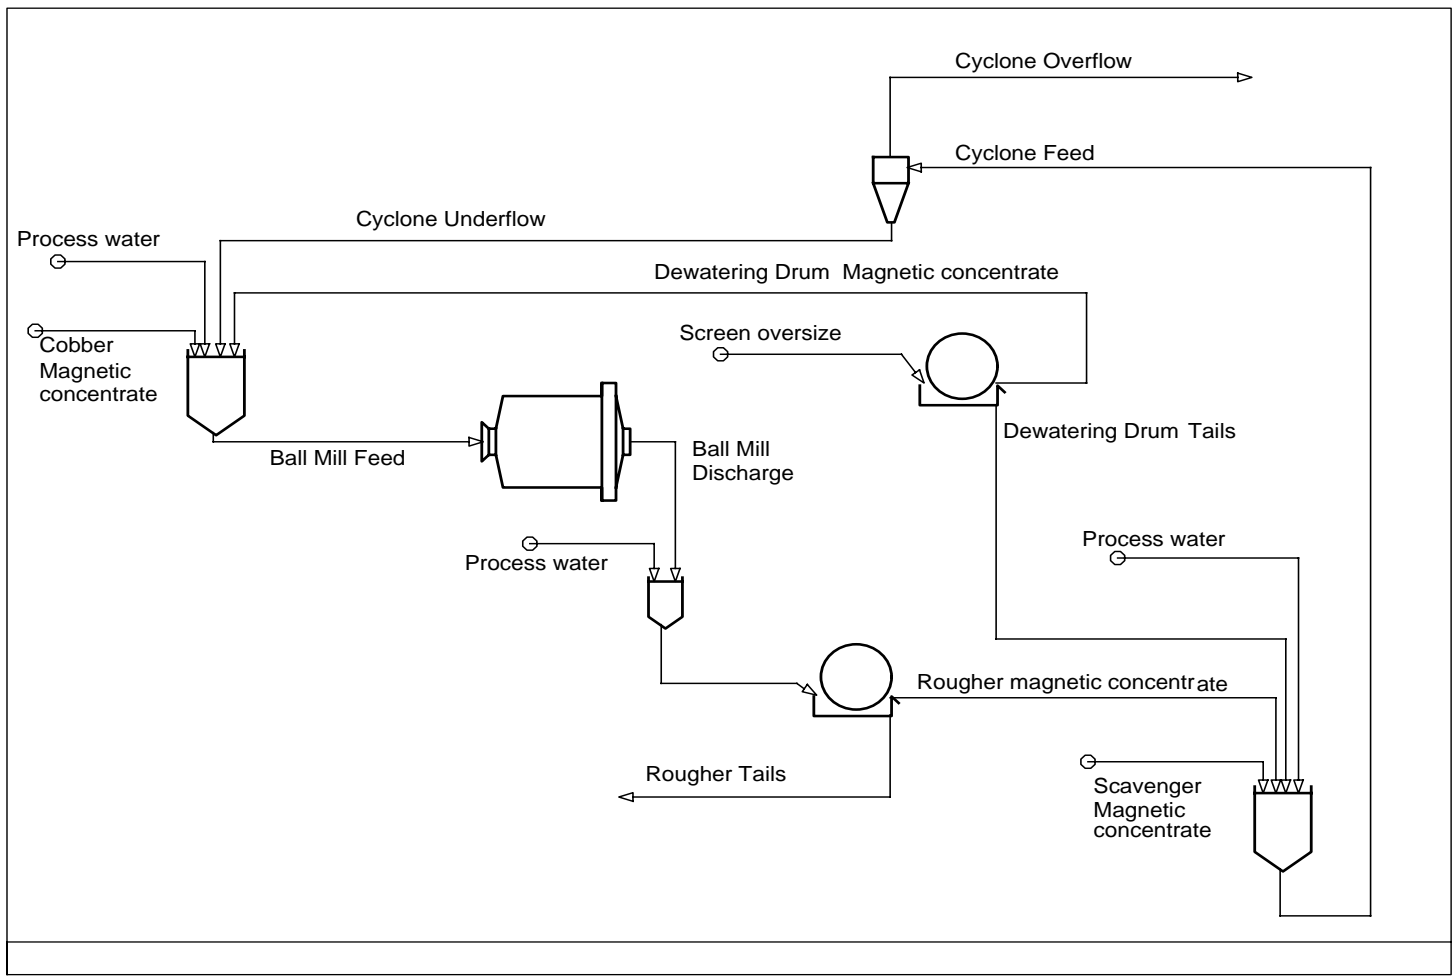 Cyclone Overflow
Cyclone Feed
Cyclone Underflow
Process water
Dewatering Drum Magnetic concentrate
Screen oversize
Cobber
Magnetic
concentrate
Dewatering Drum Tails
Ball Mill Feed
Ball Mill
Discharge
Process water
Process water
Rougher magnetic concentrate
Rougher Tails
Scavenger
Magnetic
concentrate